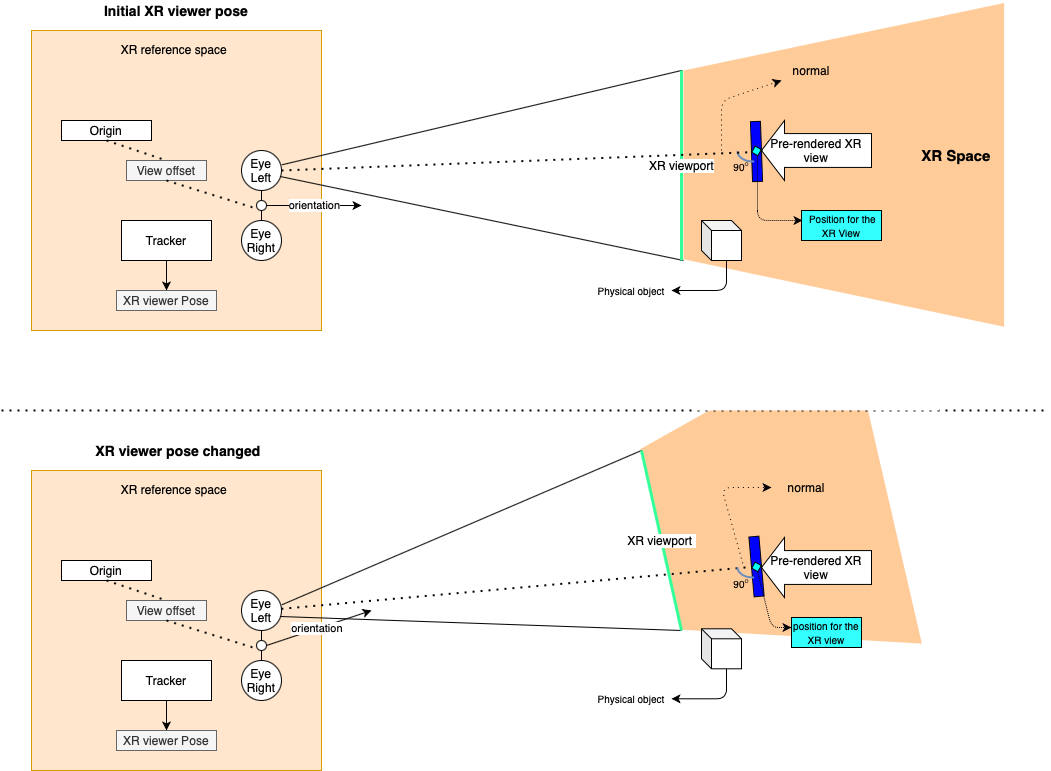 Initial XR viewer pose
XR reference space
Origin
View offset
Eye
Left
orientation
Eye
Right
Tracker
XR viewer Pose
normal
Pre-rendered XR
view
XR Space
XR viewport
90°
Position for the
XR View
Physical object
XR viewer pose changed
XR reference space
Origin
View offset
Eye
Left
orientation
Eye
Right
Tracker
XR viewer Pose
normal
XR viewport
Pre-rendered XR
view
90°
position for the
XR view
Physical object